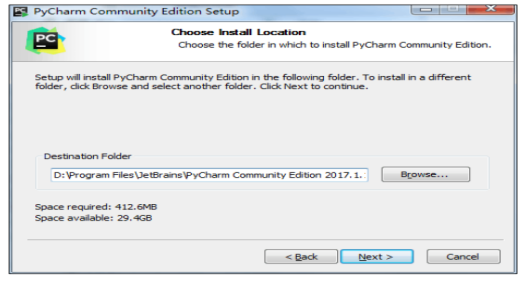 PyCharm Community Edition Setup
PC
Choose Install Location
Choose the folder in which to install PyCharm Community Edition.
Setup will install PyCharm Community Edition in the following folder. To install in a different
folder, click Browse and select another folder. Click Next to continue.
Destination Folder
D:\Program Files\JetBrains\PyCharm Community Edition 2017.1.
Browse...
Space required: 412.6MB
Space available: 29.4GB
< Back
Next >
Cancel